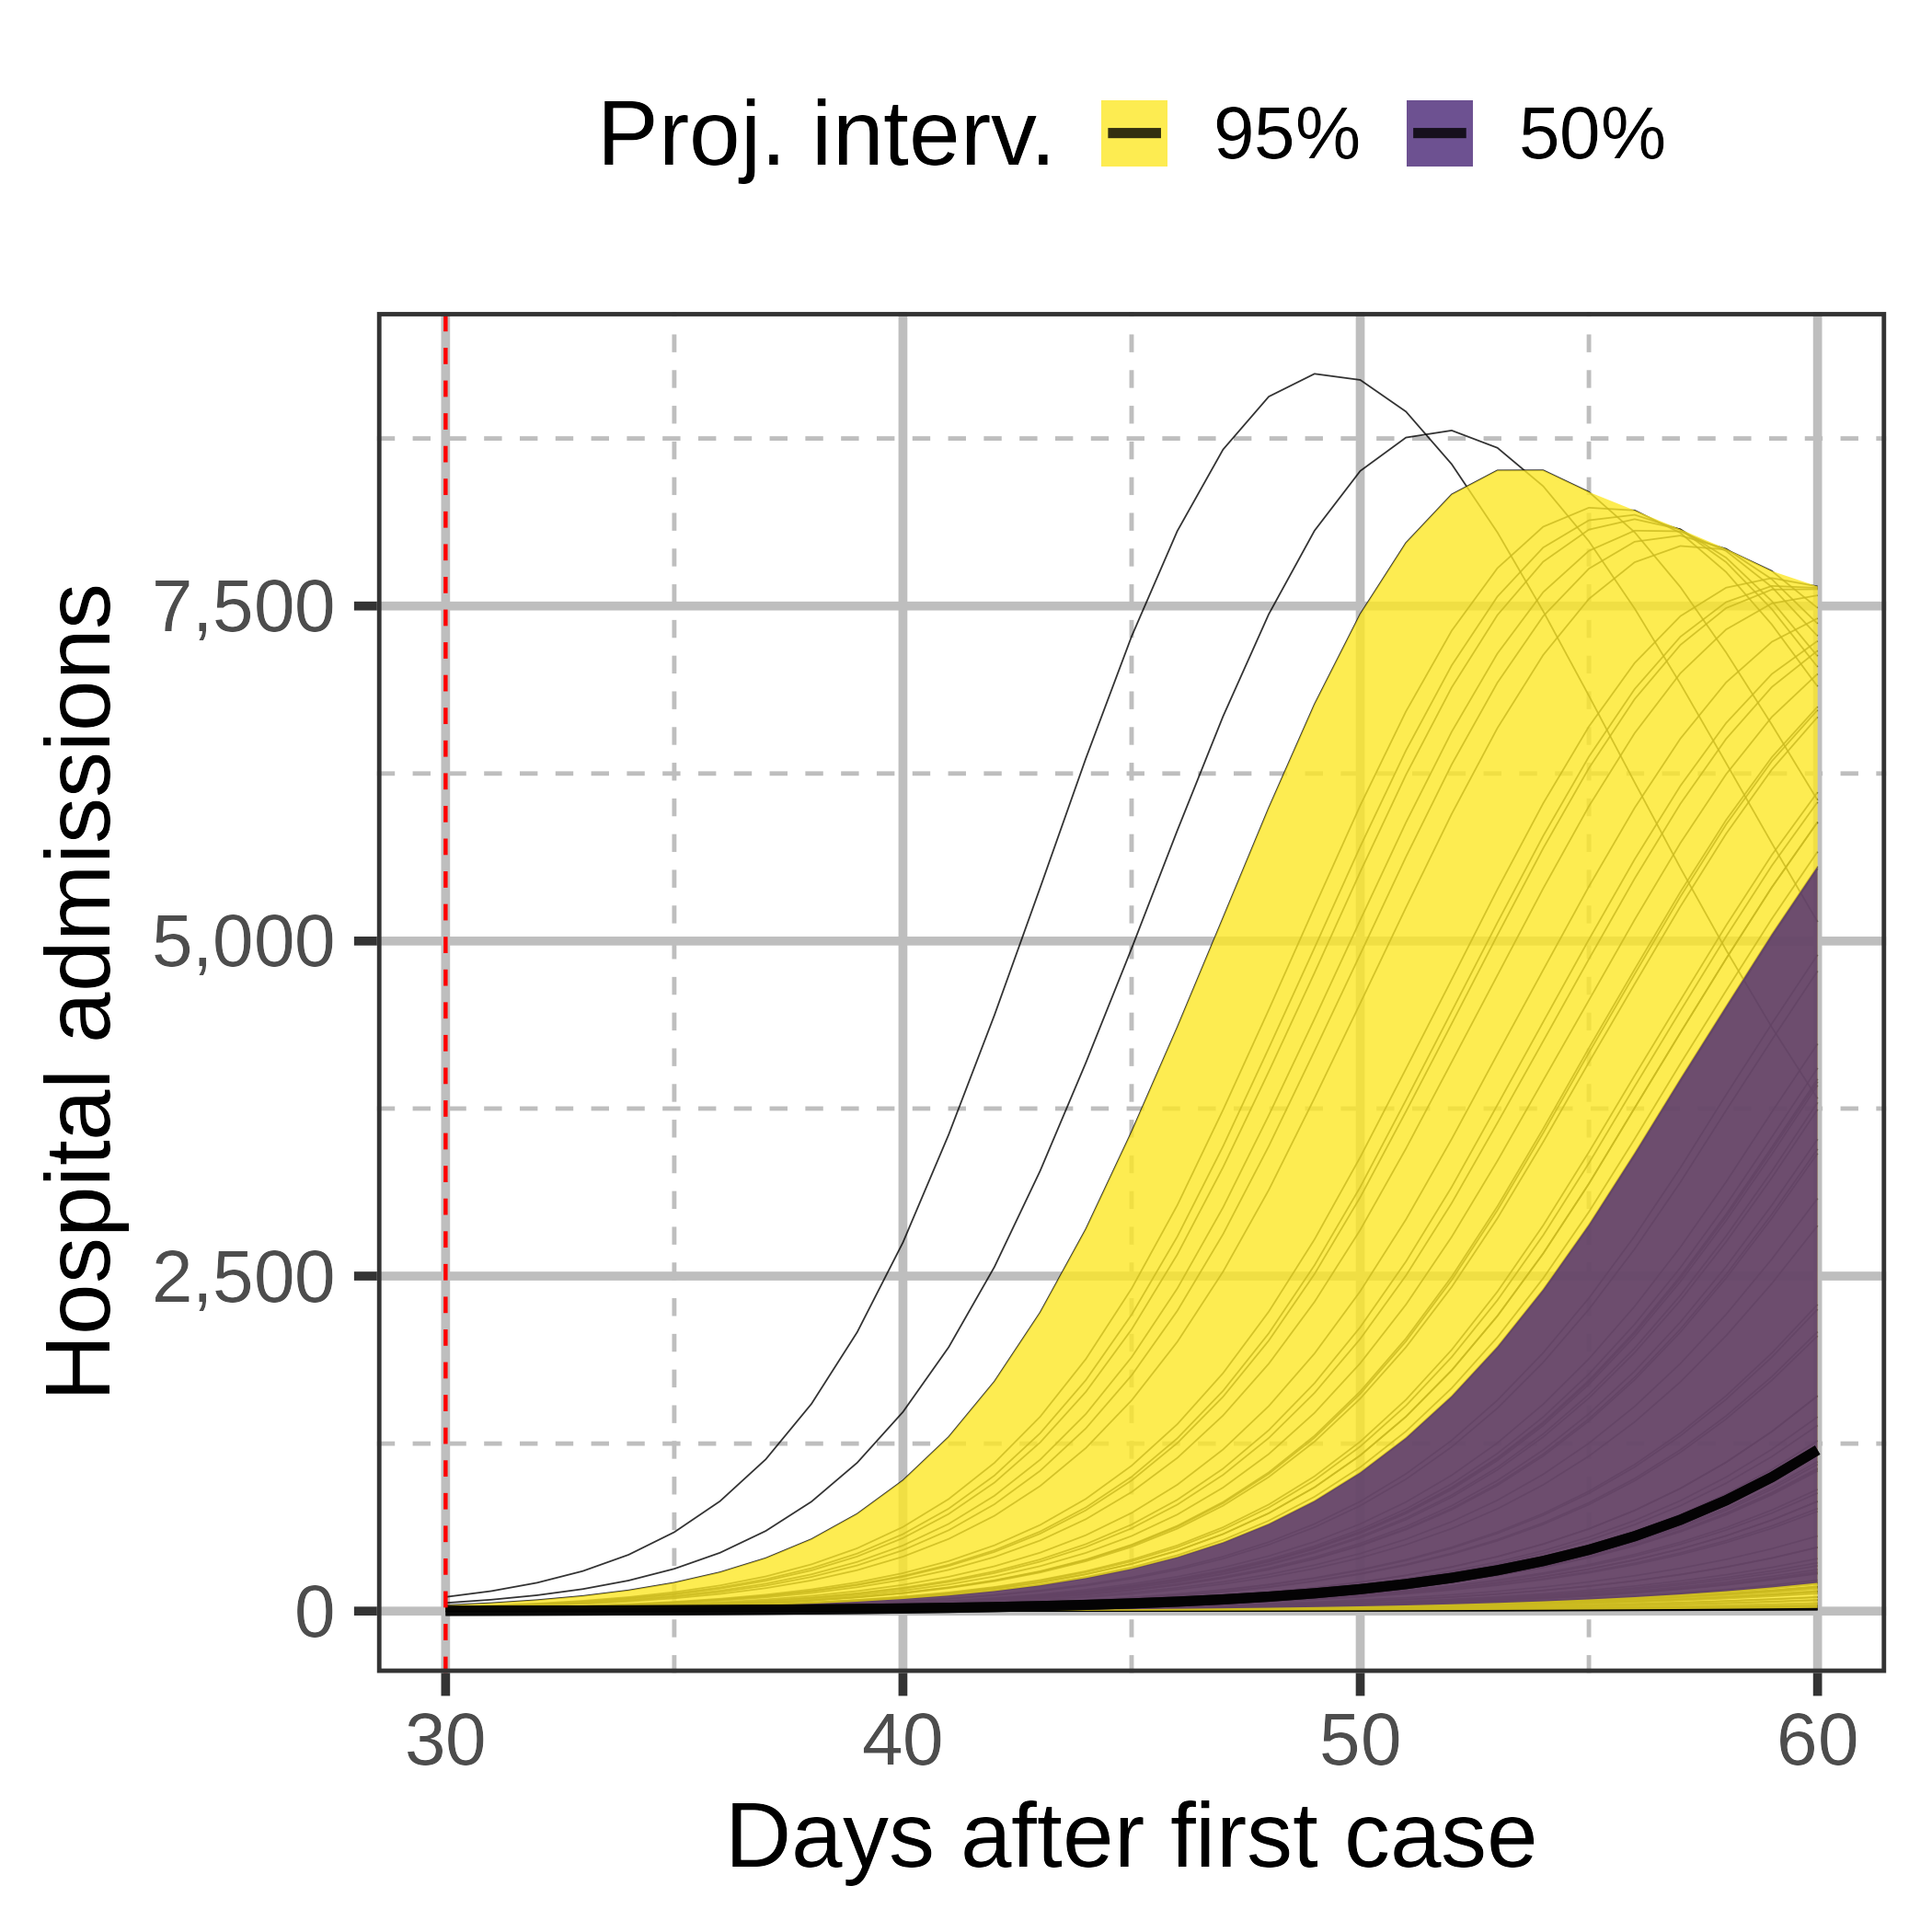 Proj. interv. 95% 50%
Hospital admissions
7,500
5,000
2,500
0
30 40 50 60
Days after first case